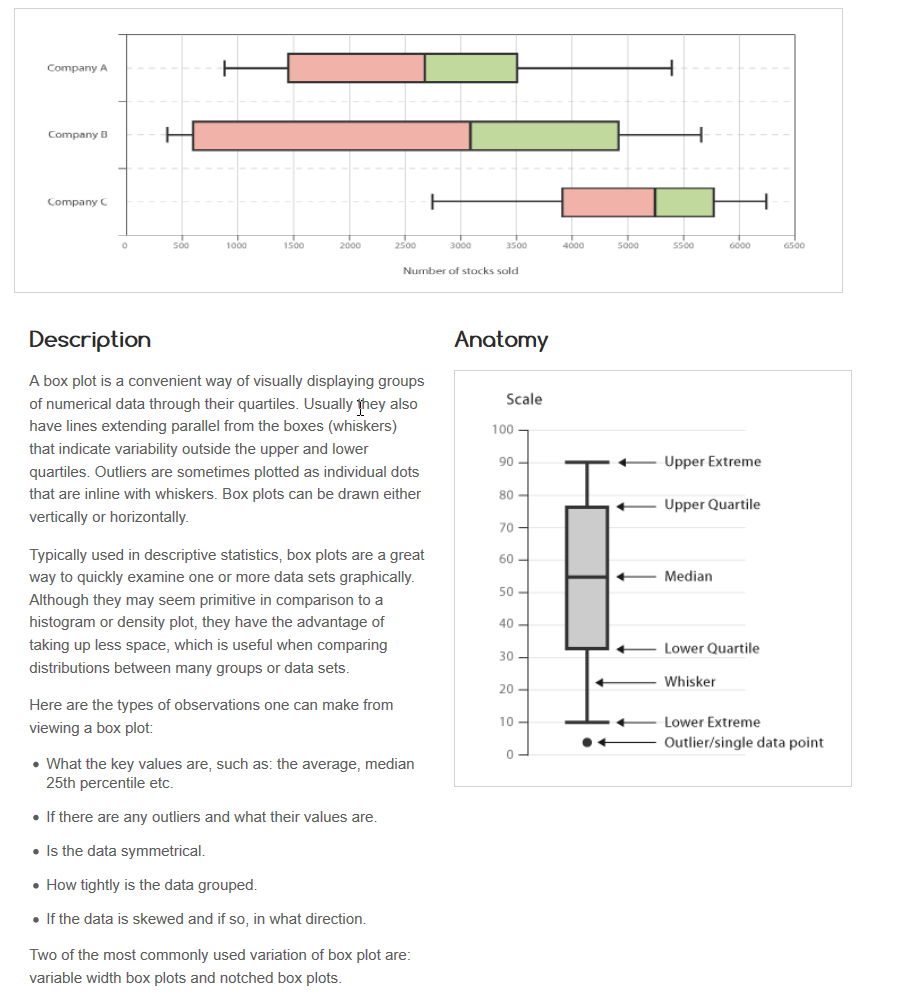 Company A
Company B
Company C
0 500 1000 1500 2000 2500 3000 3500 4000 5000 5500 6000 6500
Number of stocks sold
Description
A box plot is a convenient way of visually displaying groups
of numerical data through their quartiles. Usually they also
have lines extending parallel from the boxes (whiskers)
that indicate variability outside the upper and lower
quartiles. Outliers are sometimes plotted as individual dots
that are inline with whiskers. Box plots can be drawn either
vertically or horizontally.
Typically used in descriptive statistics, box plots are a great
way to quickly examine one or more data sets graphically.
Although they may seem primitive in comparison to a
histogram or density plot, they have the advantage of
taking up less space, which is useful when comparing
distributions between many groups or data sets.
Here are the types of observations one can make from
viewing a box plot:
• What the key values are, such as: the average, median
25th percentile etc.
• If there are any outliers and what their values are.
• Is the data symmetrical.
• How tightly is the data grouped.
• If the data is skewed and if so, in what direction.
Two of the most commonly used variation of box plot are:
variable width box plots and notched box plots.
Anatomy
Scale
100
90 Upper Extreme
80 Upper Quartile
70
60 Median
50
40
30 Lower Quartile
20 Whisker
10 Lower Extreme
0 Outlier/single data point